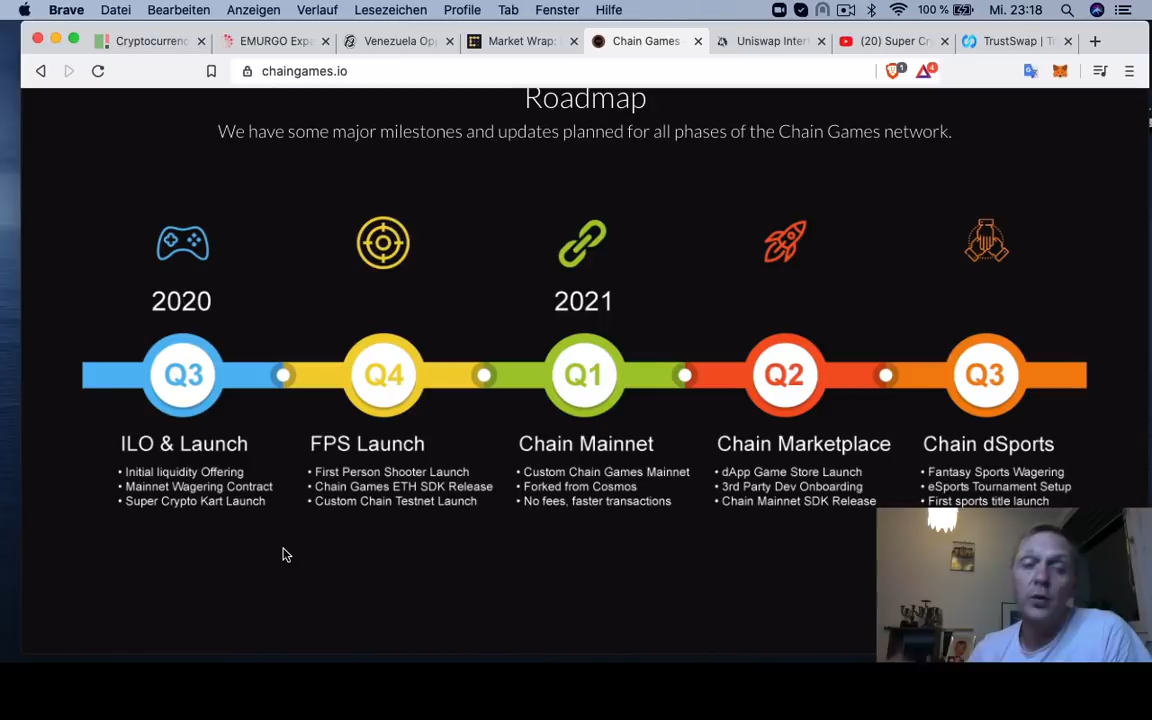 Brave Datei Bearbeiten Anzeigen Verlauf Lesezeichen Profile Tab Fenster Hilfe 100 % Mi. 23:18
Cryptocurrenc EMURGO Expa Venezuela Op Market Wrap: Chain Games Uniswap Inter (20) Super Cr TrustSwap | T
chaingames.io 1 4
Roadmap
We have some major milestones and updates planned for all phases of the Chain Games network.
2020 2021
Q3 Q4 Q1 Q2 Q3
ILO & Launch
• Initial liquidity Offering
• Mainnet Wagering Contract
• Super Crypto Kart Launch
FPS Launch
• First Person Shooter Launch
• Chain Games ETH SDK Release
• Custom Chain Testnet Launch
Chain Mainnet
• Custom Chain Games Mainnet
• Forked from Cosmos
• No fees, faster transactions
Chain Marketplace
• dApp Game Store Launch
• 3rd Party Dev Onboarding
• Chain Mainnet SDK Release
Chain dSports
• Fantasy Sports Wagering
• eSports Tournament Setup
• First sports title launch